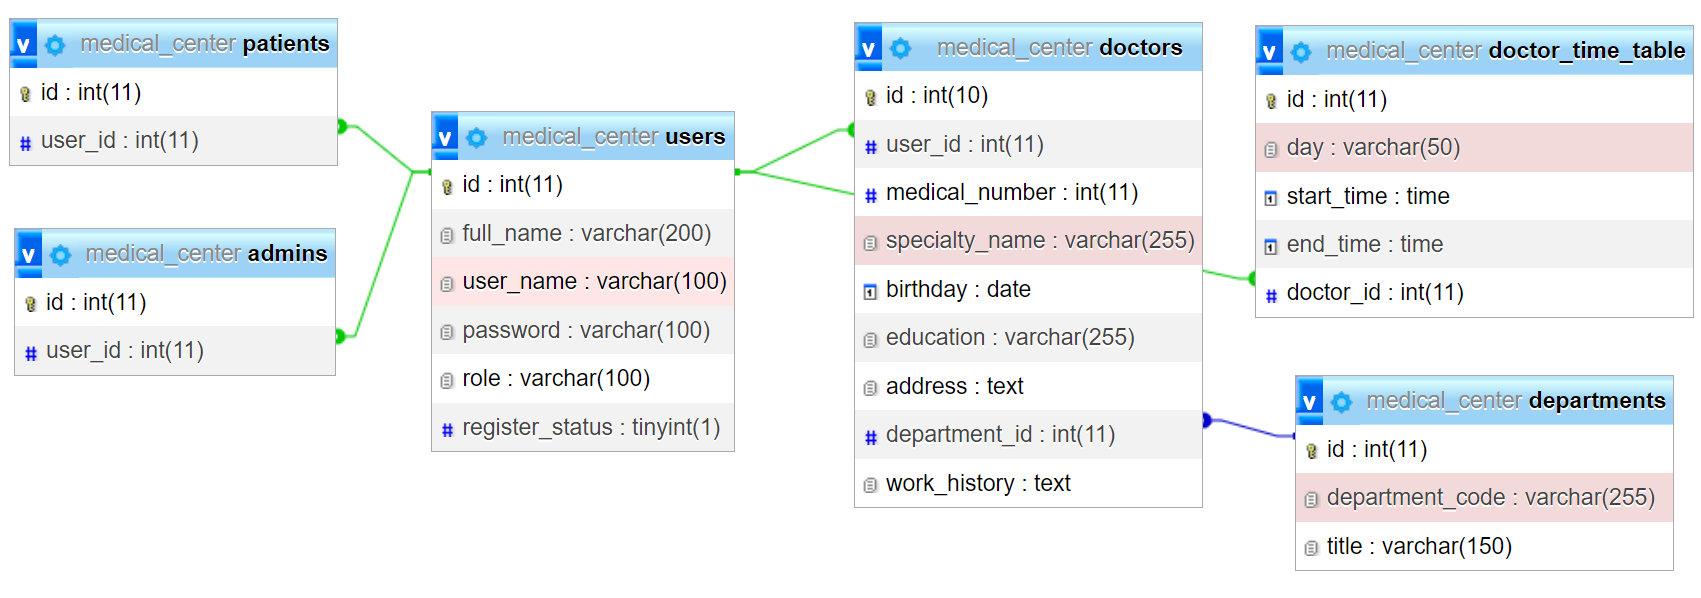 v medical_center patients
id : int(11)
# user_id : int(11)
v medical_center admins
id : int(11)
# user_id : int(11)
v medical_center users
id : int(11)
full_name : varchar(200)
user_name : varchar(100)
password : varchar(100)
role : varchar(100)
# register_status : tinyint(1)
v medical_center doctors
id : int(10)
# user_id : int(11)
# medical_number : int(11)
specialty_name : varchar(255)
birthday : date
education : varchar(255)
address : text
# department_id : int(11)
work_history : text
v medical_center doctor_time_table
id : int(11)
day : varchar(50)
start_time : time
end_time : time
# doctor_id : int(11)
v medical_center departments
id : int(11)
department_code : varchar(255)
title : varchar(150)